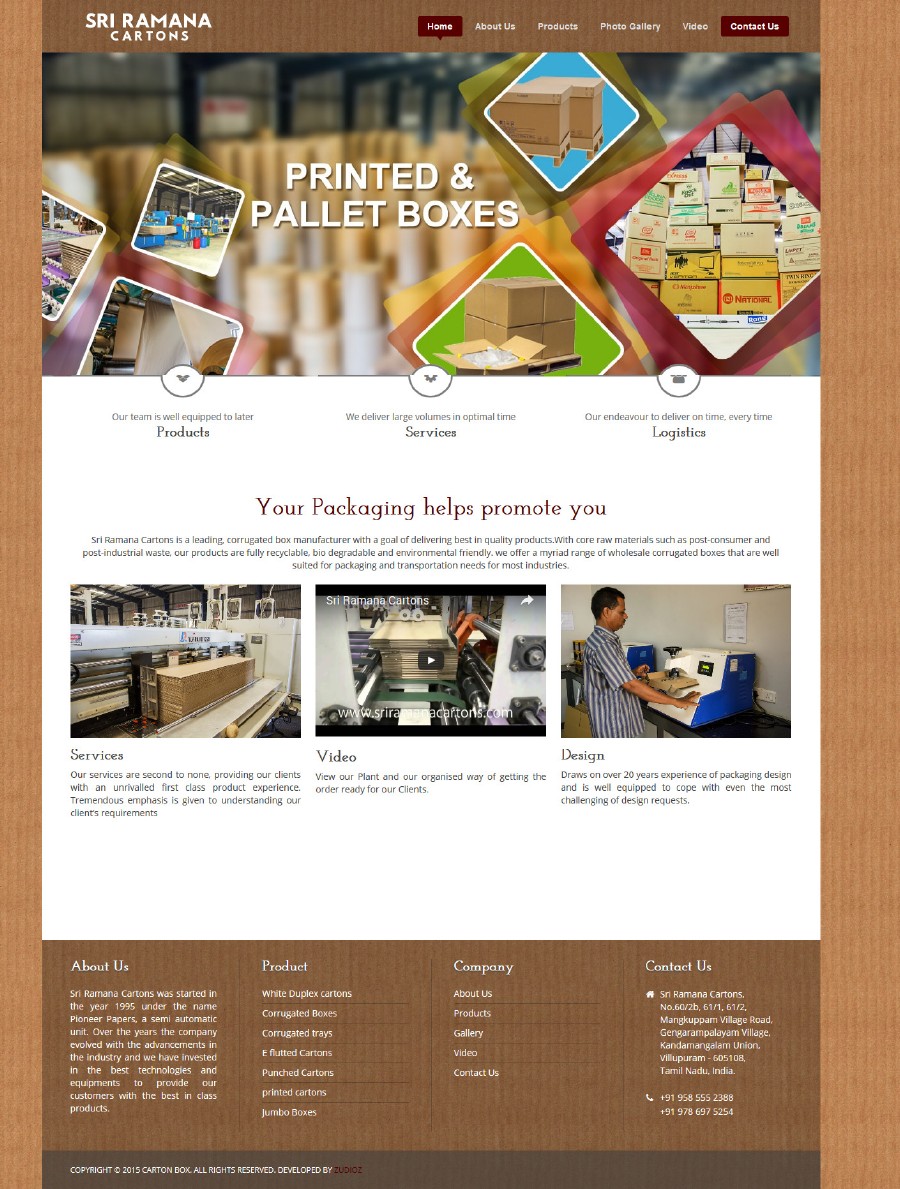 SRI RAMANA
CARTONS
Home About Us Products Photo Gallery Video Contact Us
PRINTED &
PALLET BOXES
NATIONAL
Our team is well equipped to later
Products
We deliver large volumes in optimal time
Services
Our endeavour to deliver on time, every time
Logistics
Your Packaging helps promote you
Sri Ramana Cartons is a leading, corrugated box manufacturer with a goal of delivering best in quality products.With core raw materials such as post-consumer and
post-industrial waste, our products are fully recyclable, bio degradable and environmental friendly. we offer a myriad range of wholesale corrugated boxes that are well
suited for packaging and transportation needs for most industries.
Sri Ramana Cartons
www.sriramanacartons.com
Services
Our services are second to none, providing our clients
with an unrivalled first class product experience.
Tremendous emphasis is given to understanding our
client's requirements
Video
View our Plant and our organised way of getting the
order ready for our Clients.
Design
Draws on over 20 years experience of packaging design
and is well equipped to cope with even the most
challenging of design requests.
About Us
Sri Ramana Cartons was started in
the year 1995 under the name
Pioneer Papers, a semi automatic
unit. Over the years the company
evolved with the advancements in
the industry and we have invested
in the best technologies and
equipments to provide our
customers with the best in class
products.
Product
White Duplex cartons
Corrugated Boxes
Corrugated trays
E flutted Cartons
Punched Cartons
printed cartons
Jumbo Boxes
Company
About Us
Products
Gallery
Video
Contact Us
Contact Us
Sri Ramana Cartons,
No.60/2b, 61/1, 61/2,
Mangkuppam Village Road,
Gengarampalayam Village,
Kandamangalam Union,
Villupuram - 605108,
Tamil Nadu, India.
+91 958 555 2388
+91 978 697 5254
COPYRIGHT © 2015 CARTON BOX. ALL RIGHTS RESERVED. DEVELOPED BY ZUDIOZ